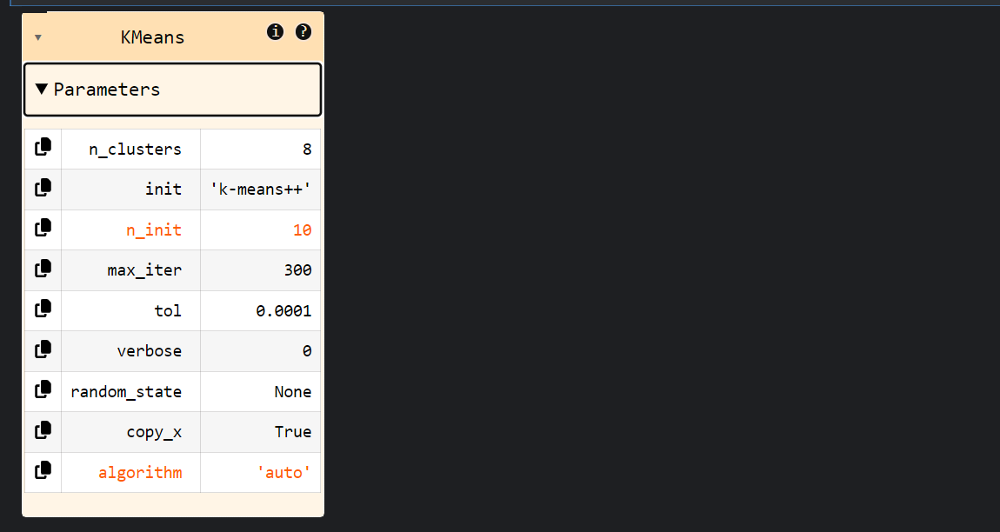 KMeans
Parameters
n_clusters 8
init 'k-means++'
n_init 10
max_iter 300
tol 0.0001
verbose 0
random_state None
copy_x True
algorithm 'auto'